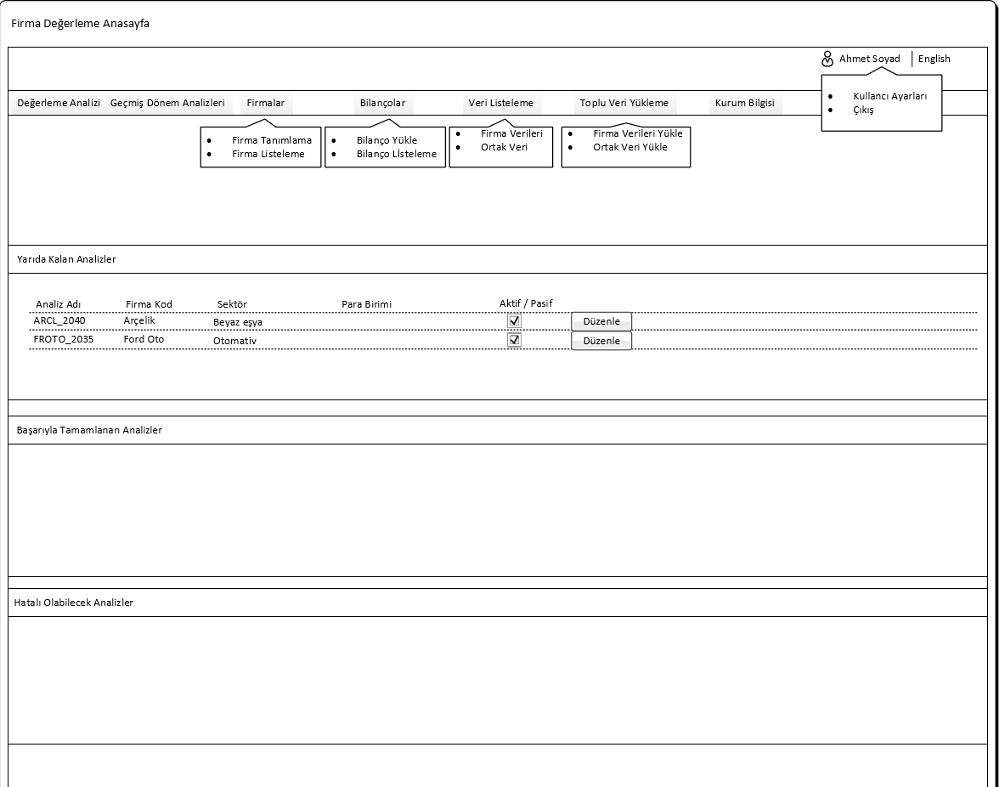 Firma Değerleme Anasayfa
Ahmet Soyad English
Değerleme Analizi Geçmiş Dönem Analizleri Firmalar Bilançolar Veri Listeleme Toplu Veri Yükleme Kurum Bilgisi
• Kullancı Ayarları
• Çıkış
• Firma Tanımlama
• Firma Listeleme
• Bilanço Yükle
• Bilanço Lİsteleme
• Firma Verileri
• Ortak Veri
• Firma Verileri Yükle
• Ortak Veri Yükle
Yarıda Kalan Analizler
Analiz Adı Firma Kod Sektör Para Birimi Aktif / Pasif
ARCL_2040 Arçelik Beyaz eşya Düzenle
FROTO_2035 Ford Oto Otomativ Düzenle
Başarıyla Tamamlanan Analizler
Hatalı Olabilecek Analizler